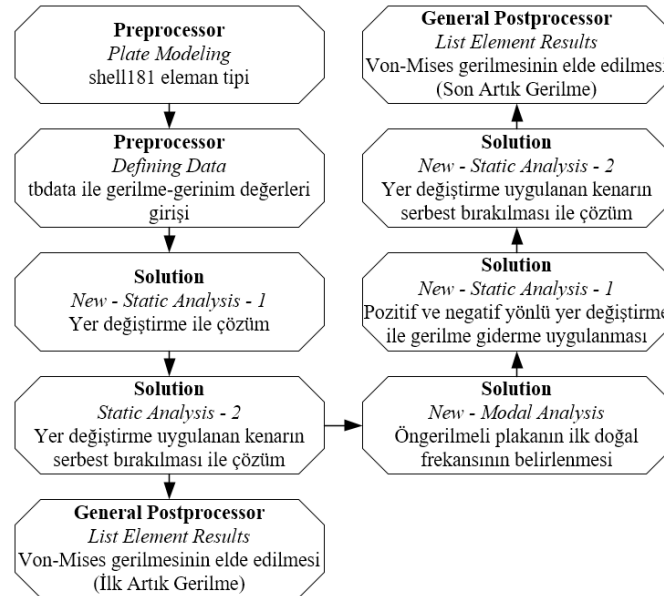 Preprocessor
Plate Modeling
shell181 eleman tipi
Preprocessor
Defining Data
tbdata ile gerilme-gerinim değerleri
girişi
Solution
New - Static Analysis - 1
Yer değiştirme ile çözüm
Solution
Static Analysis - 2
Yer değiştirme uygulanan kenarın
serbest bırakılması ile çözüm
General Postprocessor
List Element Results
Von-Mises gerilmesinin elde edilmesi
(İlk Artık Gerilme)
Solution
New - Modal Analysis
Öngerilmeli plakanın ilk doğal
frekansının belirlenmesi
Solution
New - Static Analysis - 1
Pozitif ve negatif yönlü yer değiştirme
ile gerilme giderme uygulanması
Solution
New - Static Analysis - 2
Yer değiştirme uygulanan kenarın
serbest bırakılması ile çözüm
General Postprocessor
List Element Results
Von-Mises gerilmesinin elde edilmesi
(Son Artık Gerilme)